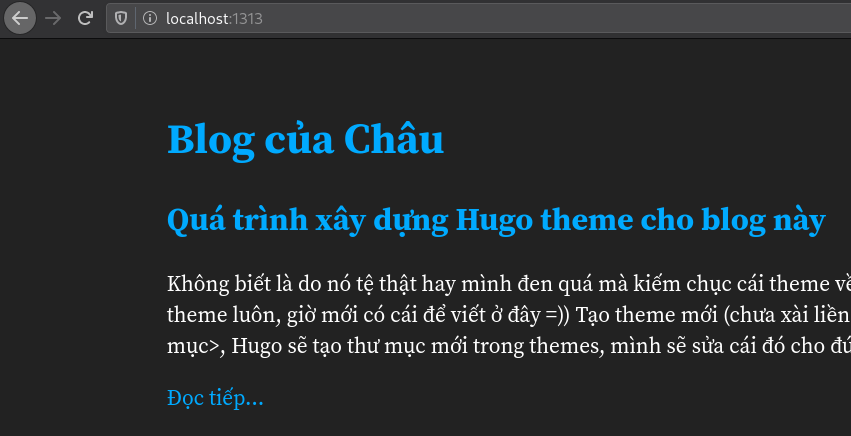 localhost:1313
Blog của Châu
Quá trình xây dựng Hugo theme cho blog này
Không biết là do nó tệ thật hay mình đen quá mà kiếm chục cái theme về
theme luôn, giờ mới có cái để viết ở đây =)) Tạo theme mới (chưa xài liền
mục>, Hugo sẽ tạo thư mục mới trong themes, mình sẽ sửa cái đó cho đú
Đọc tiếp...